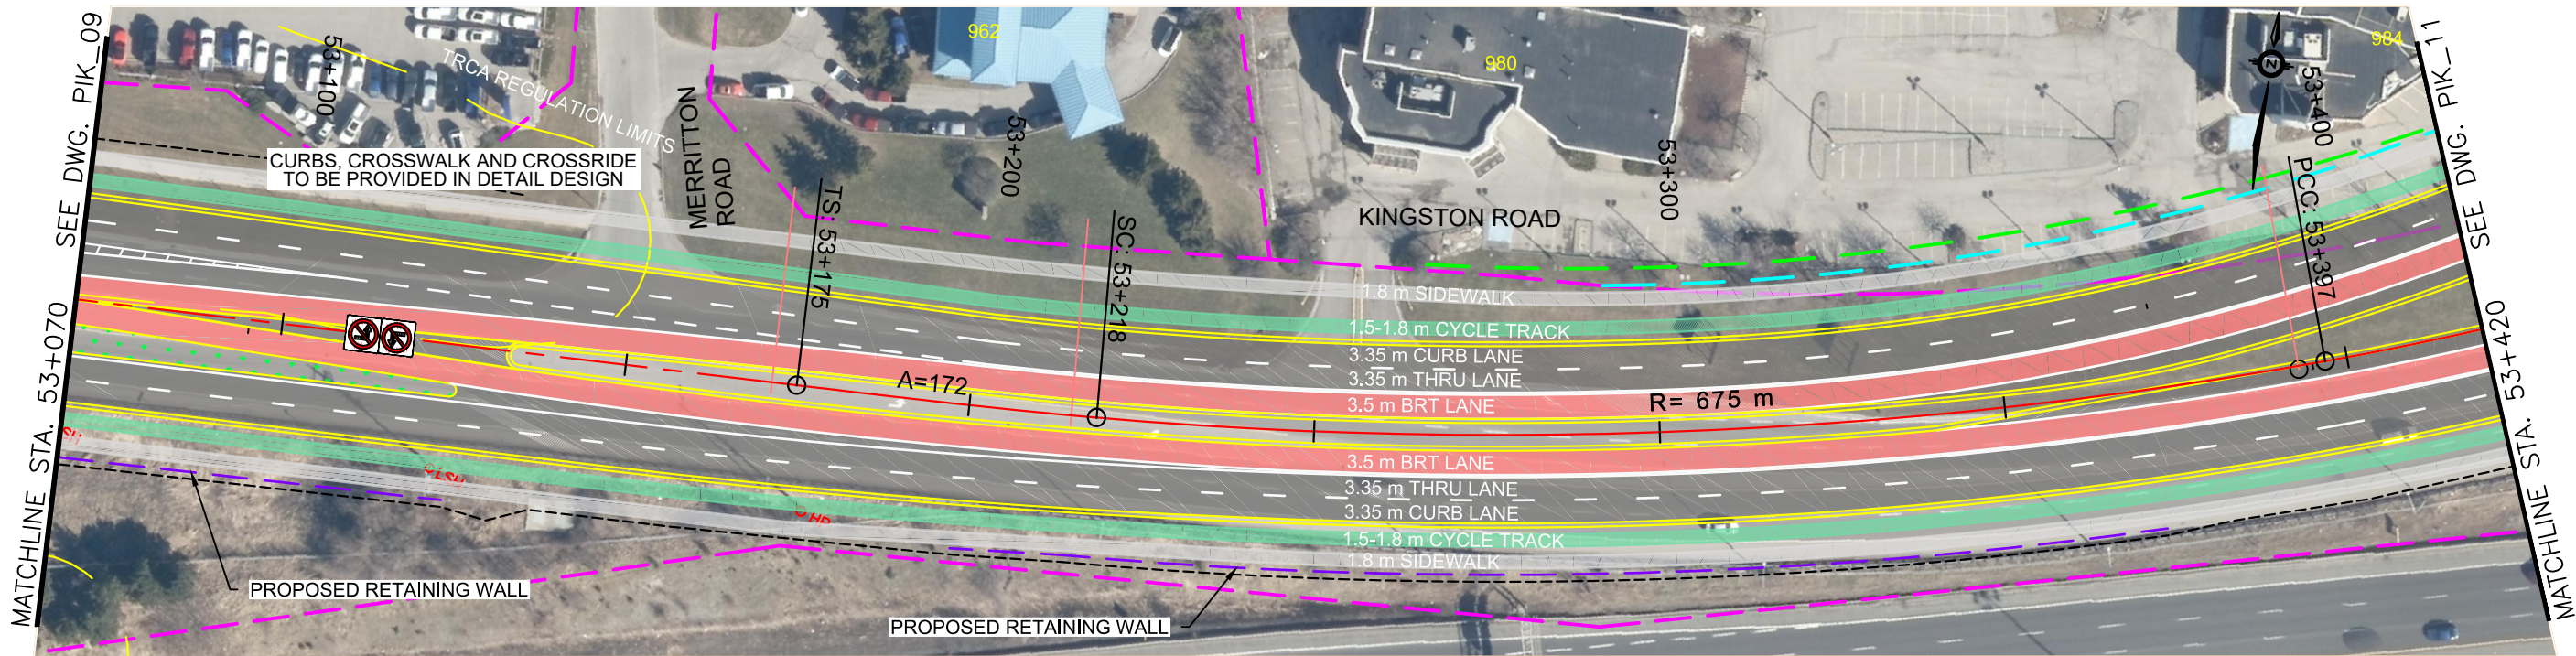 MATCHLINE STA. 53+070 SEE DWG. PIK_09
53+100
TRCA REGULATION LIMITS
CURBS, CROSSWALK AND CROSSRIDE
TO BE PROVIDED IN DETAIL DESIGN
MERRITTON
ROAD
962
53+200
TS: 53+175
SC: 53+218
980
KINGSTON ROAD
53+300
984
53+400
PCC: 53+397
Z
1.8 m SIDEWALK
1.5-1.8 m CYCLE TRACK
3.35 m CURB LANE
3.35 m THRU LANE
3.5 m BRT LANE
A=172
R= 675 m
3.5 m BRT LANE
3.35 m THRU LANE
3.35 m CURB LANE
1.5-1.8 m CYCLE TRACK
1.8 m SIDEWALK
LSH
HP
PROPOSED RETAINING WALL
PROPOSED RETAINING WALL
MATCHLINE STA. 53+420 SEE DWG. PIK_11